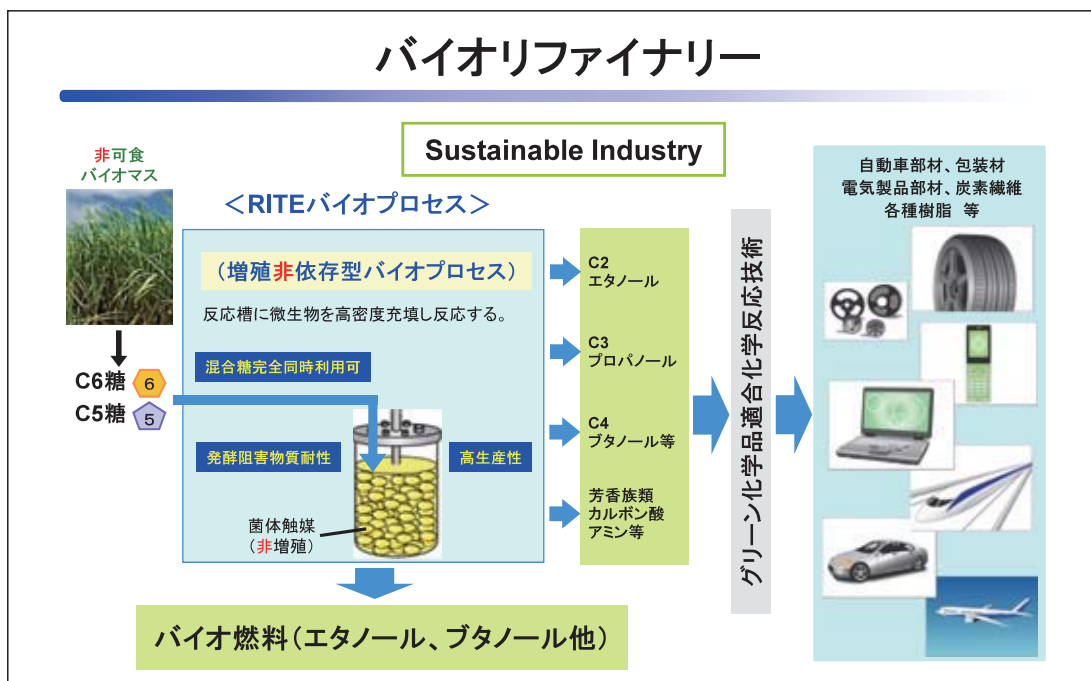 バイオリファイナリー
Sustainable Industry
非可食
バイオマス
C6糖 6
C5糖 5
＜RITEバイオプロセス＞
（増殖非依存型バイオプロセス）
反応槽に微生物を高密度充填し反応する。
混合糖完全同時利用可
発酵阻害物質耐性
高生産性
菌体触媒
（非増殖）
C2
エタノール
C3
プロパノール
C4
ブタノール等
芳香族類
カルボン酸
アミン等
グリーン化学品適合化学反応技術
自動車部材、包装材
電気製品部材、炭素繊維
各種樹脂 等
バイオ燃料（エタノール、ブタノール他）